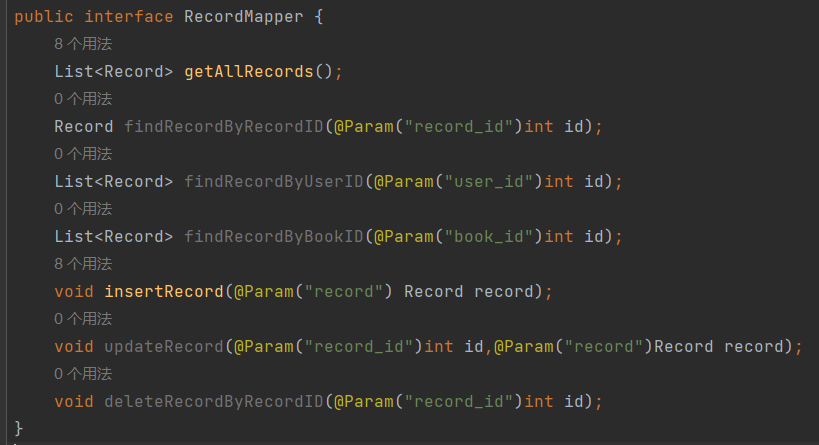 public interface RecordMapper {
8 个用法
List<Record> getAllRecords();
0 个用法
Record findRecordByRecordID(@Param("record_id")int id);
0 个用法
List<Record> findRecordByUserID(@Param("user_id")int id);
0 个用法
List<Record> findRecordByBookID(@Param("book_id")int id);
8 个用法
void insertRecord(@Param("record") Record record);
0 个用法
void updateRecord(@Param("record_id")int id,@Param("record")Record record);
0 个用法
void deleteRecordByRecordID(@Param("record_id")int id);
}